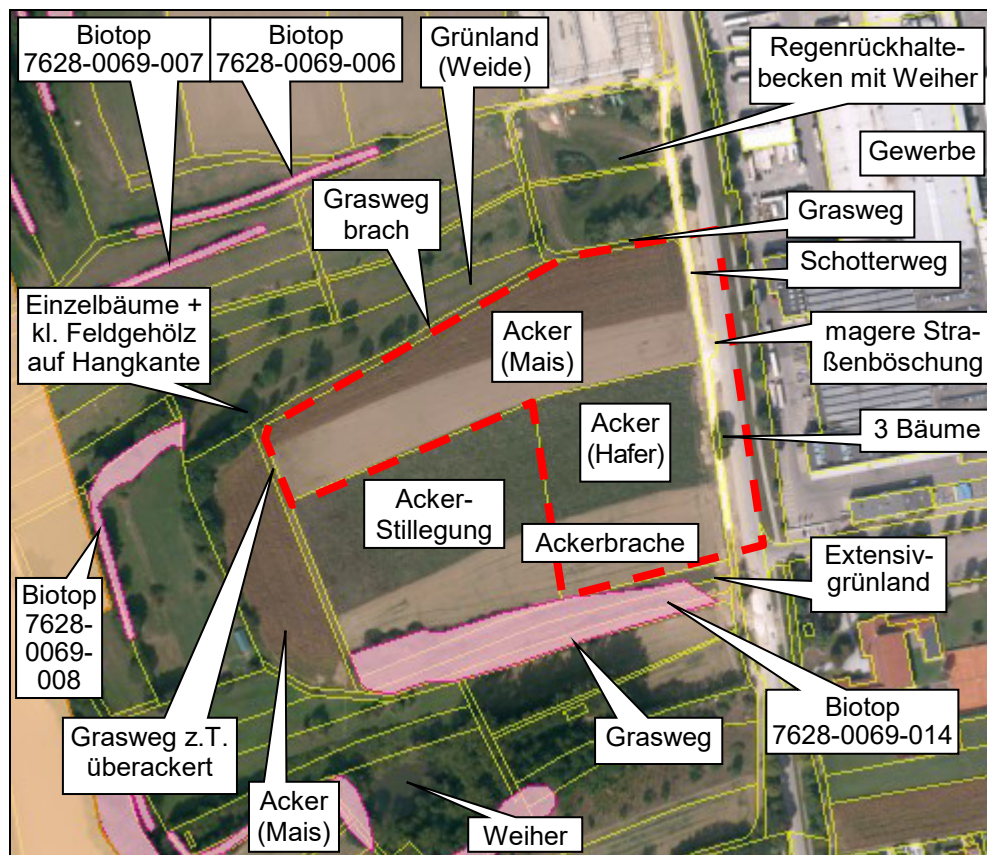 Biotop
7628-0069-007
Biotop
7628-0069-006
Grünland
(Weide)
Regenrückhalte-
becken mit Weiher
Gewerbe
Grasweg
brach
Grasweg
Schotterweg
Einzelbäume +
kl. Feldgehölz
auf Hangkante
Acker
(Mais)
magere Stra-
ßenböschung
Acker
(Hafer)
3 Bäume
Acker-
Stillegung
Ackerbrache
Extensiv-
grünland
Biotop
7628-
0069-
008
Grasweg z.T.
überackert
Acker
(Mais)
Weiher
Grasweg
Biotop
7628-0069-014